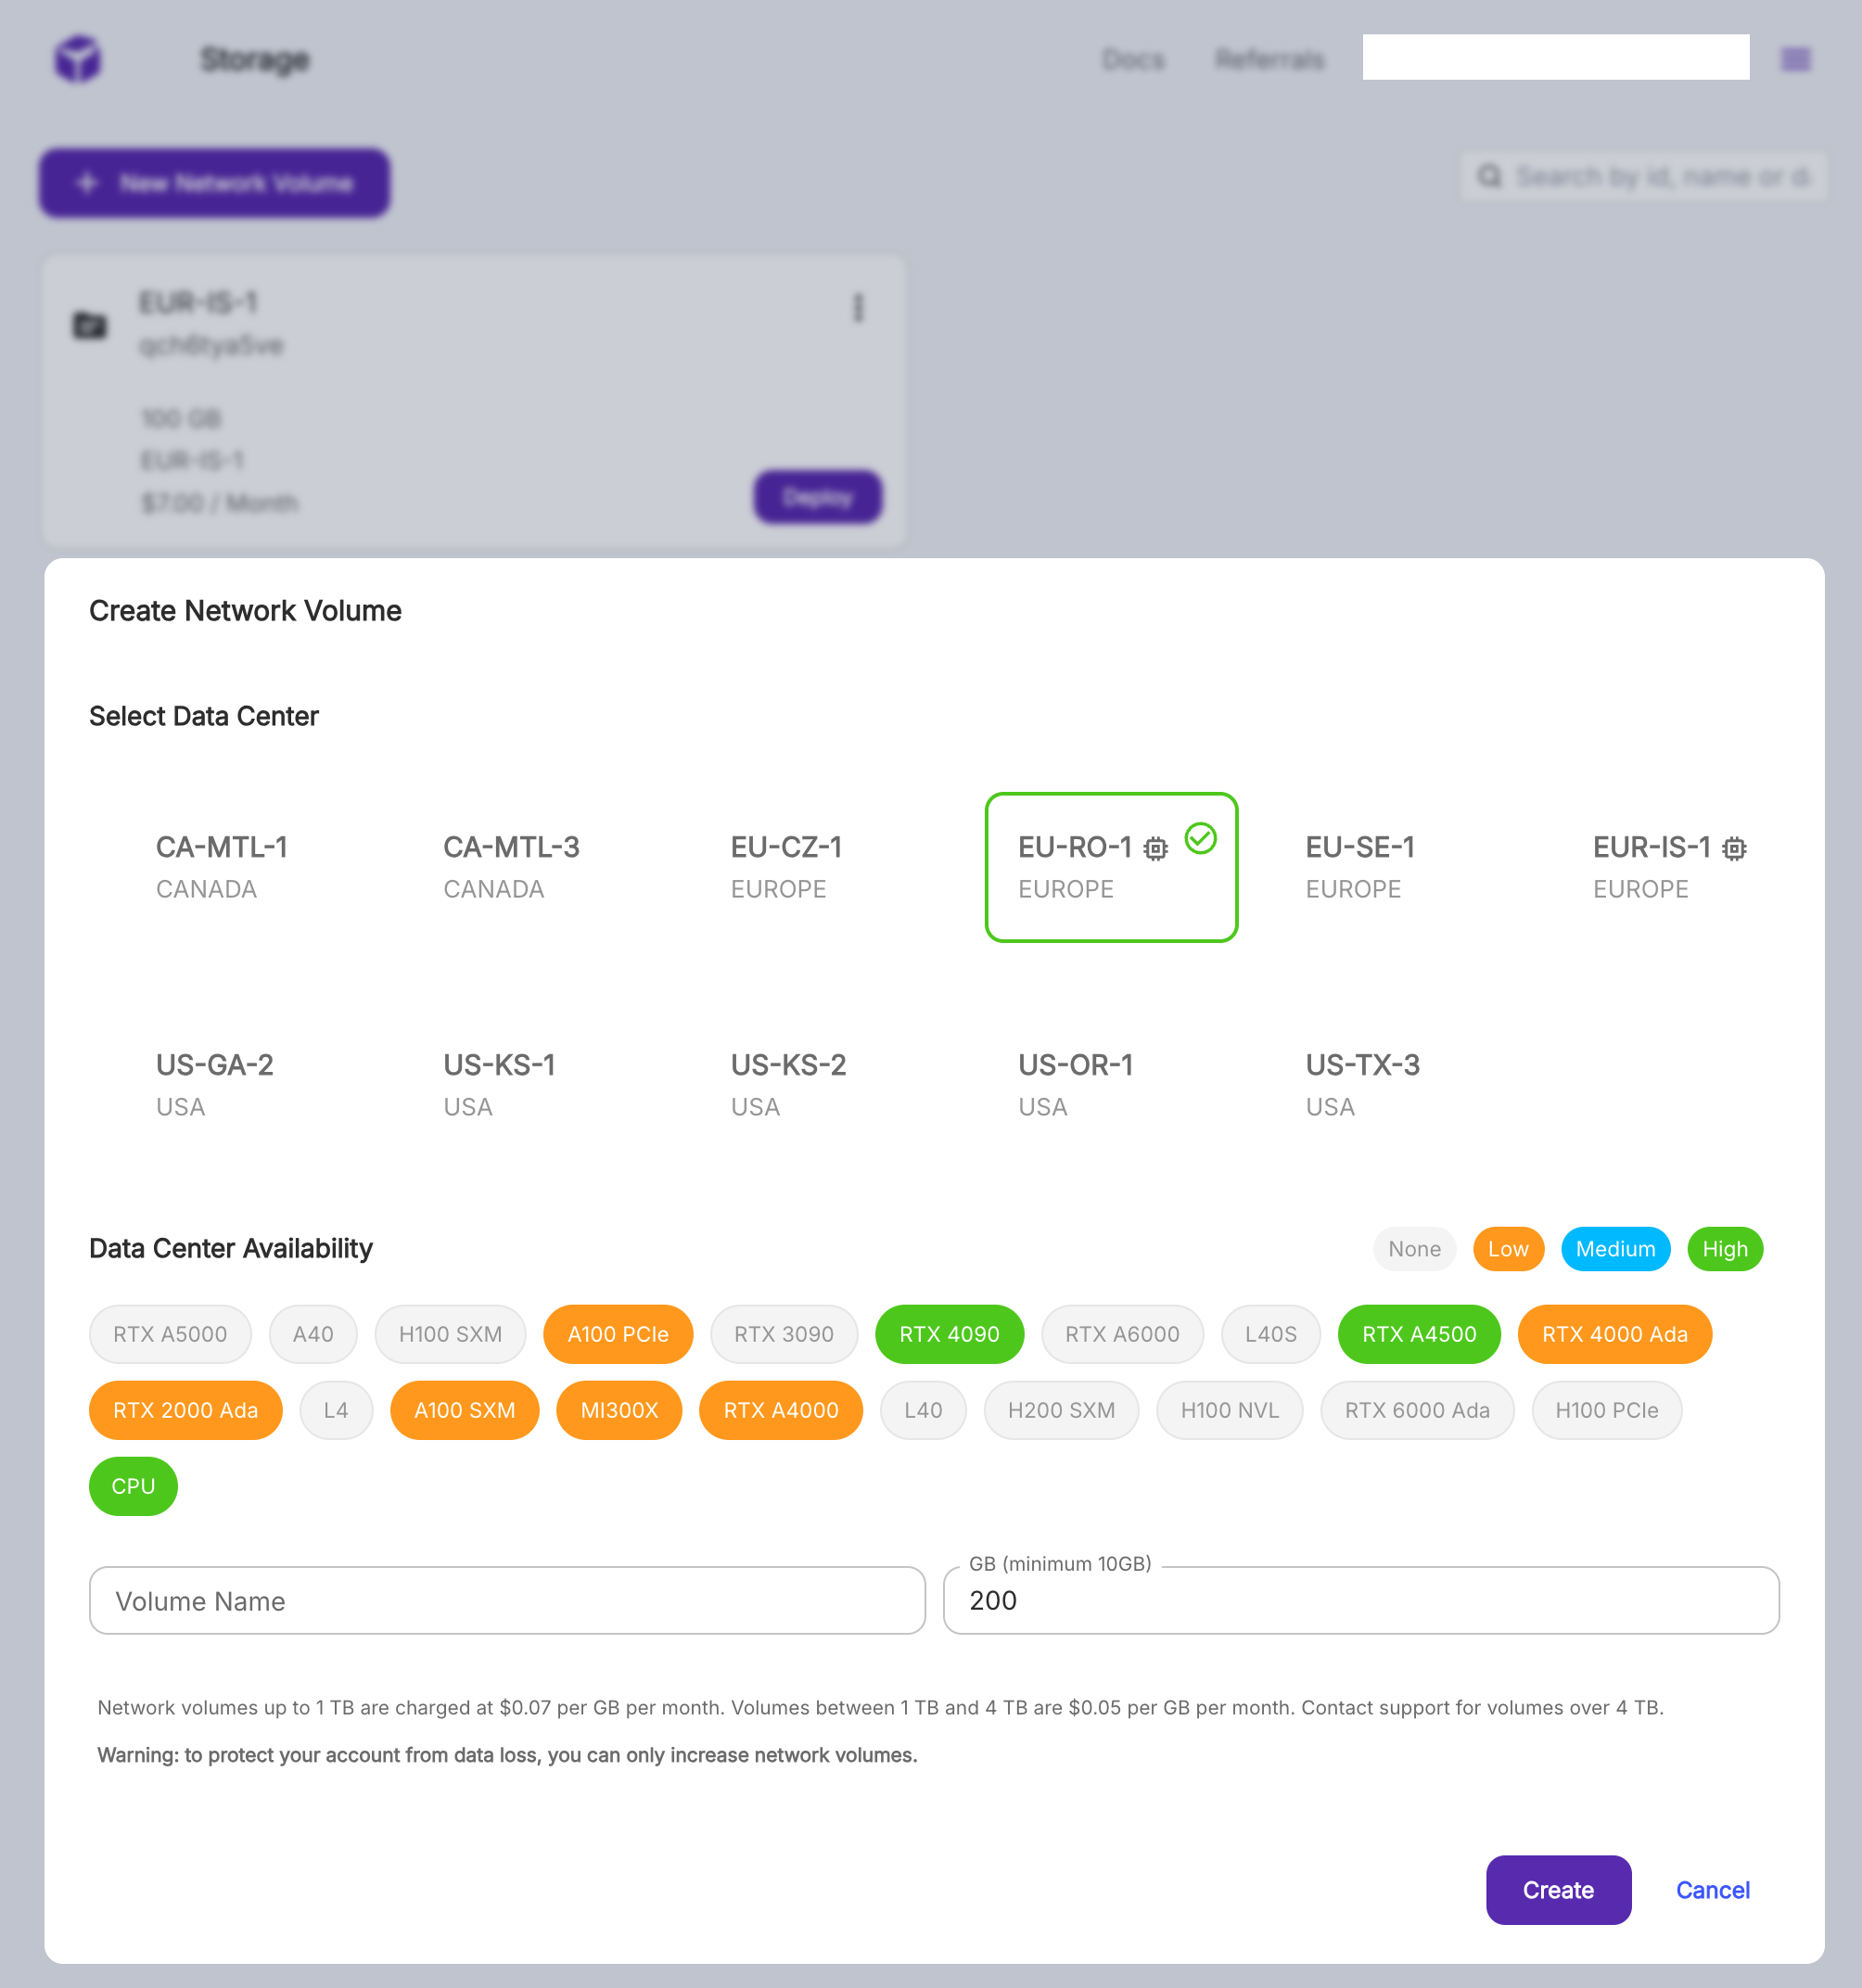 Storage Docs Referrals
New Network Volume
Search by id, name or d
EUR-IS-1
qch6tya5ve
100 GB
EUR-IS-1
$7.00 / Month
Deploy
Create Network Volume
Select Data Center
CA-MTL-1 CA-MTL-3 EU-CZ-1 EU-RO-1 EU-SE-1 EUR-IS-1
CANADA CANADA EUROPE EUROPE EUROPE EUROPE
US-GA-2 US-KS-1 US-KS-2 US-OR-1 US-TX-3
USA USA USA USA USA
Data Center Availability None Low Medium High
RTX A5000 A40 H100 SXM A100 PCIe RTX 3090 RTX 4090 RTX A6000 L40S RTX A4500 RTX 4000 Ada
RTX 2000 Ada L4 A100 SXM MI300X RTX A4000 L40 H200 SXM H100 NVL RTX 6000 Ada H100 PCIe
CPU
GB (minimum 10GB)
Volume Name 200
Network volumes up to 1 TB are charged at $0.07 per GB per month. Volumes between 1 TB and 4 TB are $0.05 per GB per month. Contact support for volumes over 4 TB.
Warning: to protect your account from data loss, you can only increase network volumes.
Create Cancel